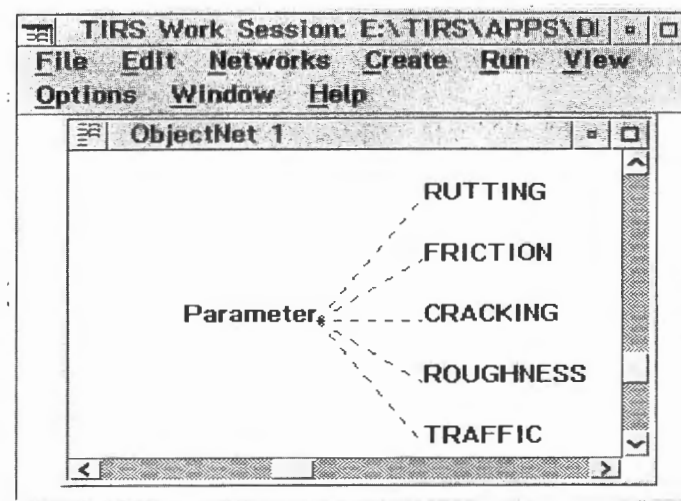 TIRS Work Session: E:\TIRS\APPS\DI
File Edit Networks Create Run View
Options Window Help
ObjectNet 1
RUTTING
FRICTION
Parameter CRACKING
ROUGHNESS
TRAFFIC